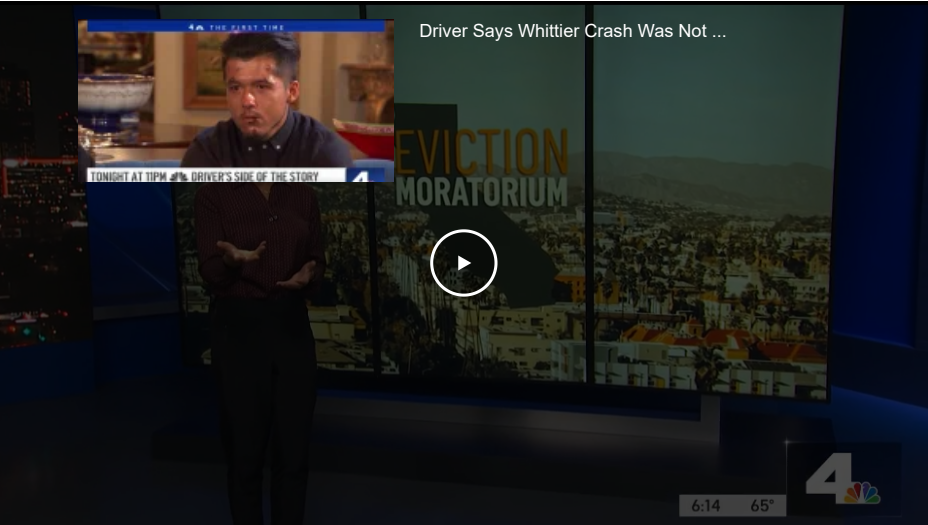 4 THE FIRST TIME
Driver Says Whittier Crash Was Not ...
TONIGHT AT 11PM DRIVER'S SIDE OF THE STORY
4
EVICTION
MORATORIUM
4
6:14 65°